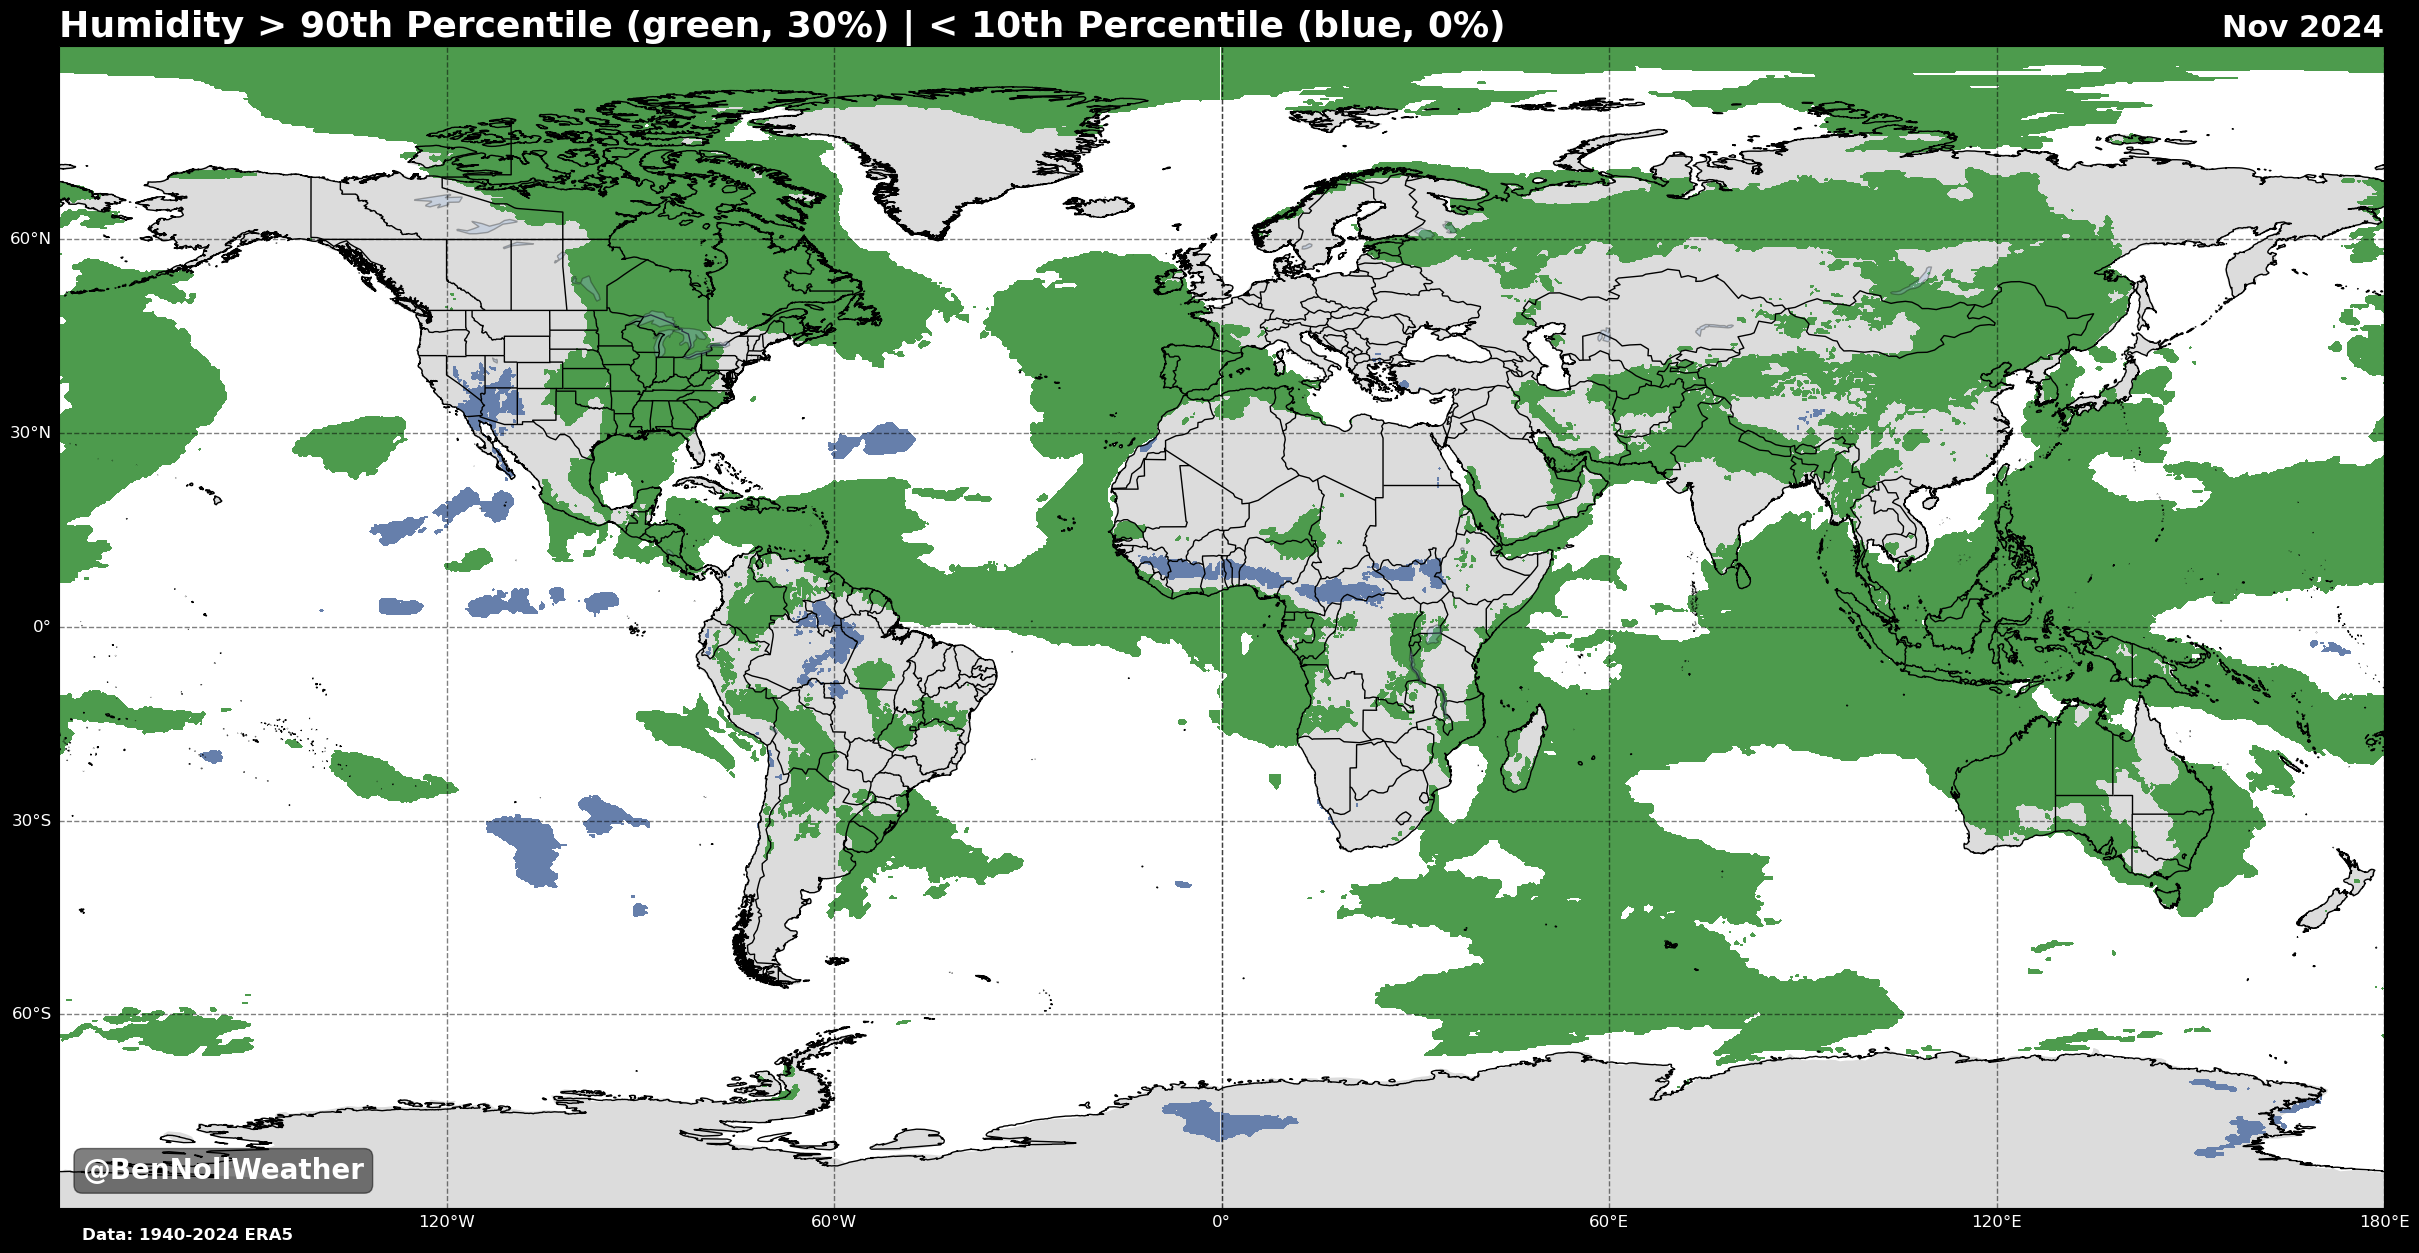 Humidity > 90th Percentile (green, 30%) | < 10th Percentile (blue, 0%)
Nov 2024
60°N
30°N
0°
30°S
60°S
@BenNollWeather
120°W
60°W
0°
60°E
120°E
180°E
Data: 1940-2024 ERA5